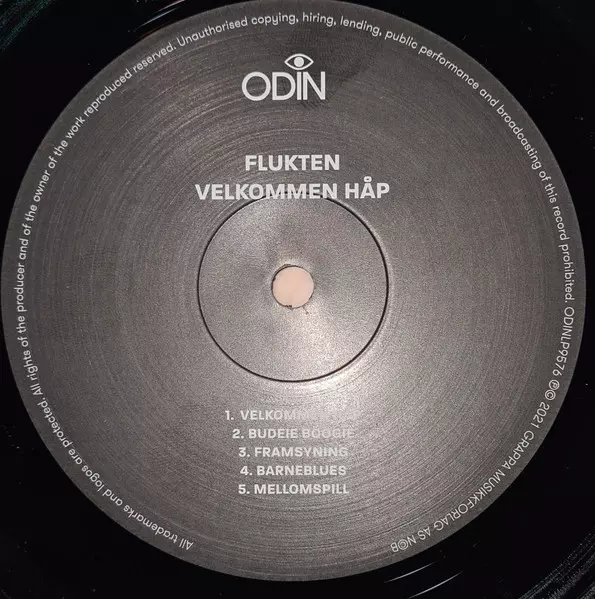 All trademarks and logos are protected. All rights of the producer and of the owner of the work reproduced reserved. Unauthorised copying, hiring, lending, public performance and broadcasting of this record prohibited. ODINLP9576 ℗© 2021 GRAPPA MUSIKKFORLAG AS NCB
ODIN
FLUKTEN
VELKOMMEN HÅP
1. VELKOMMEN
2. BUDEIE BOOGIE
3. FRAMSYNING
4. BARNEBLUES
5. MELLOMSPILL